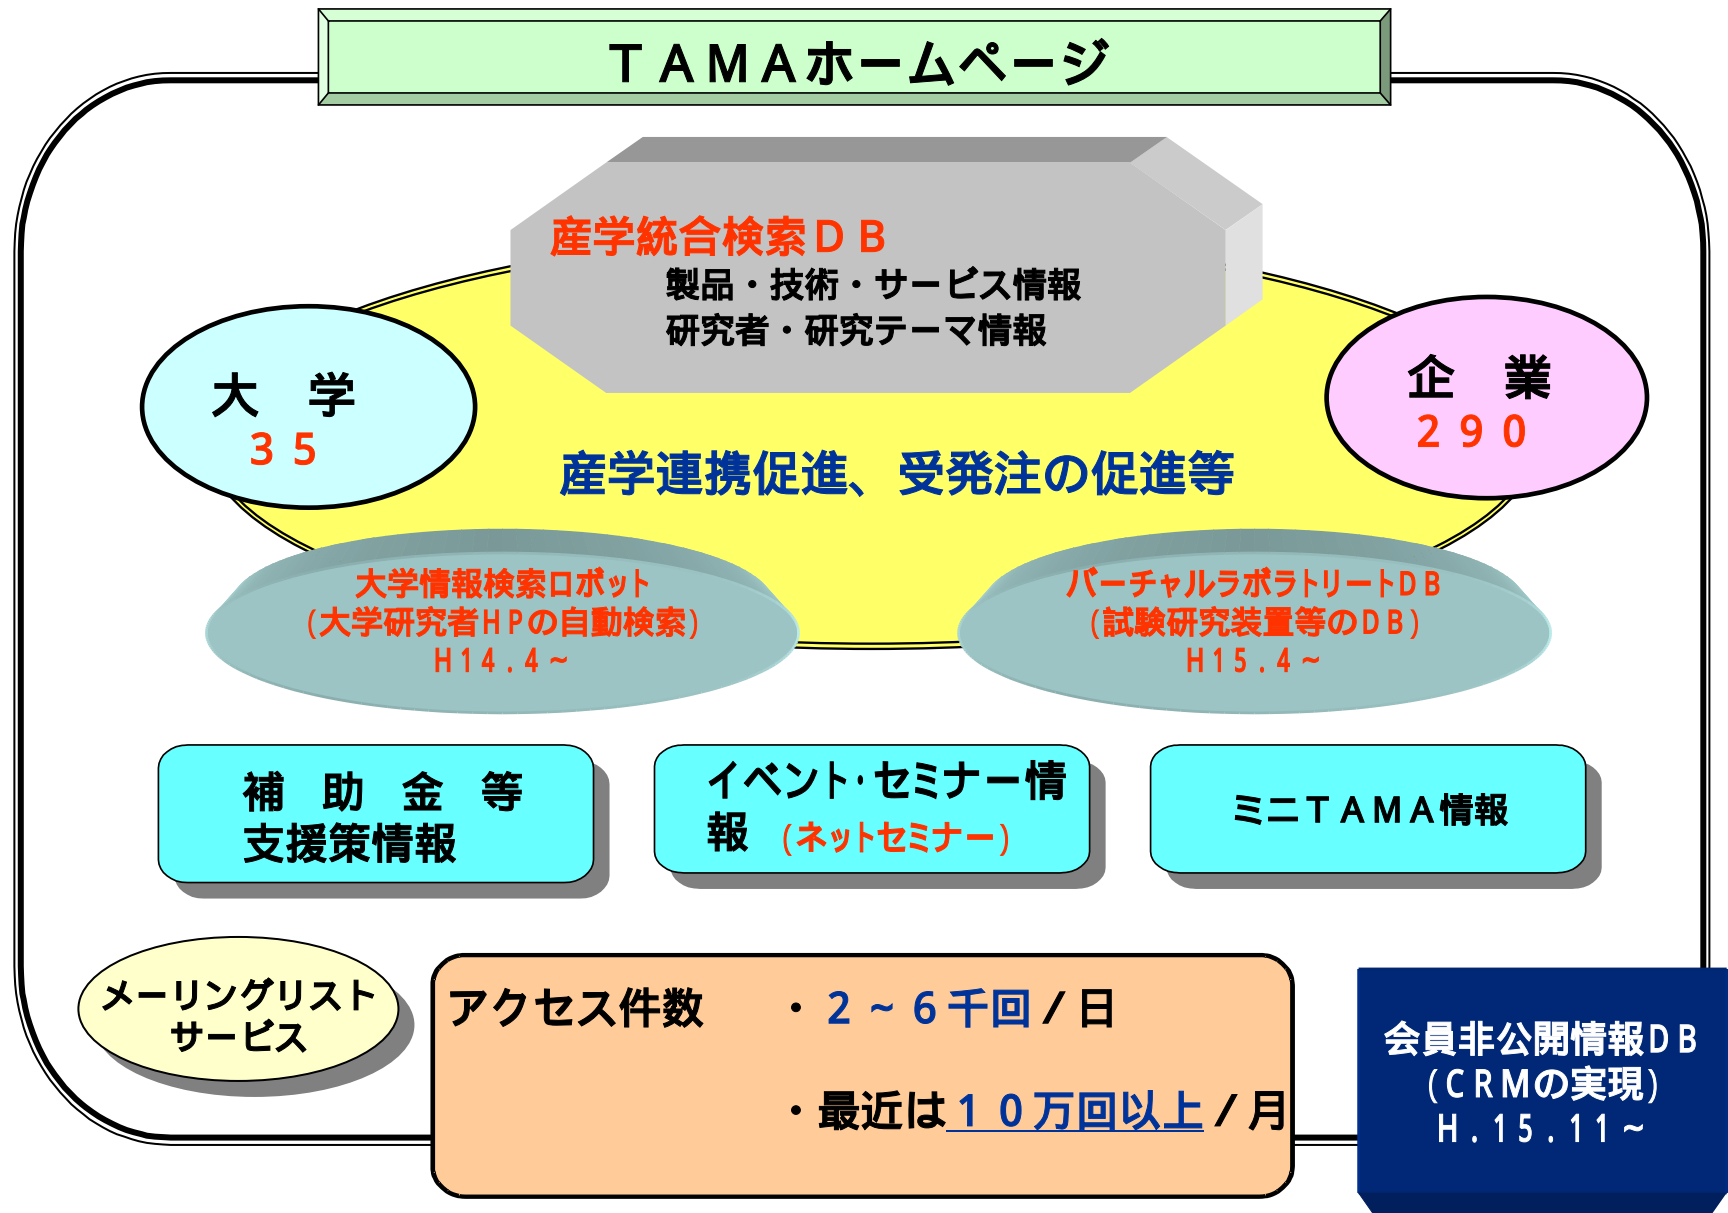 ＴＡＭＡホームページ
産学統合検索ＤＢ
製品・技術・サービス情報
研究者・研究テーマ情報
大　学
３５
企　業
２９０
産学連携促進、受発注の促進等
大学情報検索ロボット
(大学研究者HPの自動検索)
H14.4～
バーチャルラボラトリートDB
(試験研究装置等のDB)
H15.4～
補　助　金　等
支援策情報
イベント・セミナー情
報　(ネットセミナー)
ミニＴＡＭＡ情報
メーリングリスト
サービス
アクセス件数　・２～６千回／日
・最近は１０万回以上／月
会員非公開情報DB
(CRMの実現)
H.15.11～